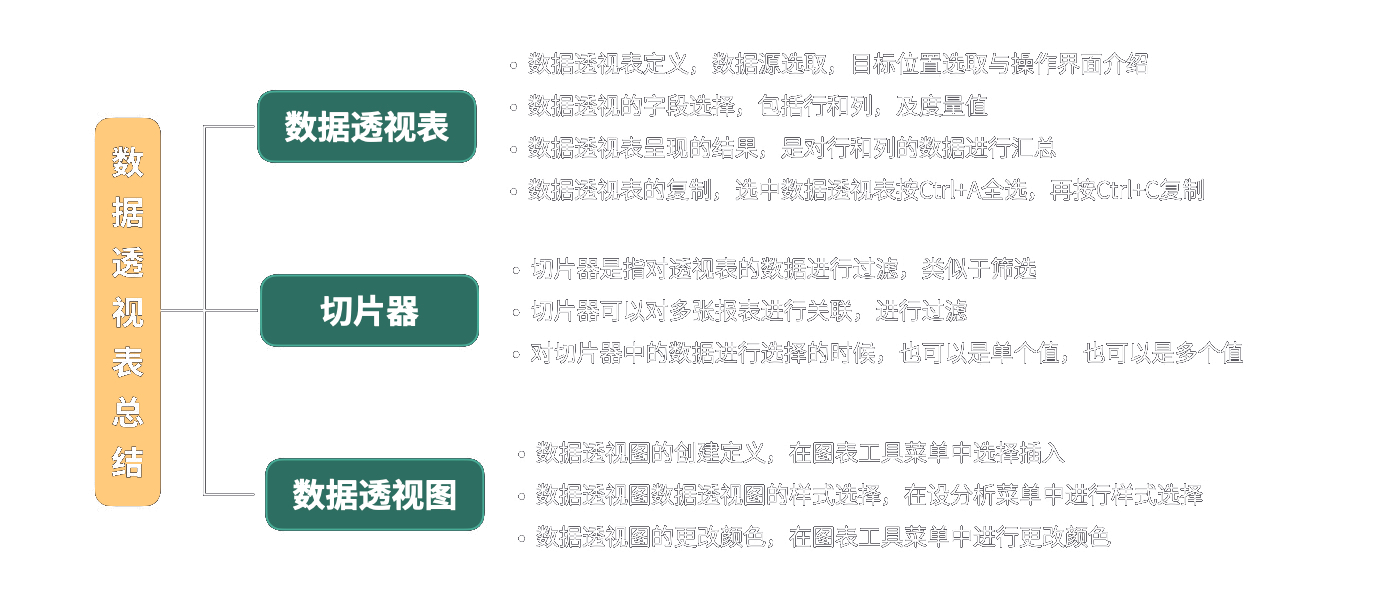 数据透视表总结
数据透视表
数据透视表定义，数据源选取，目标位置选取与操作界面介绍
数据透视的字段选择，包括行和列，及度量值
数据透视表呈现的结果，是对行和列的数据进行汇总
数据透视表的复制，选中数据透视表按Ctrl+A全选，再按Ctrl+C复制
切片器
切片器是指对透视表的数据进行过滤，类似于筛选
切片器可以对多张报表进行关联，进行过滤
对切片器中的数据进行选择的时候，也可以是单个值，也可以是多个值
数据透视图
数据透视图的创建定义，在图表工具菜单中选择插入
数据透视图数据透视图的样式选择，在设分析菜单中进行样式选择
数据透视图的更改颜色，在图表工具菜单中进行更改颜色